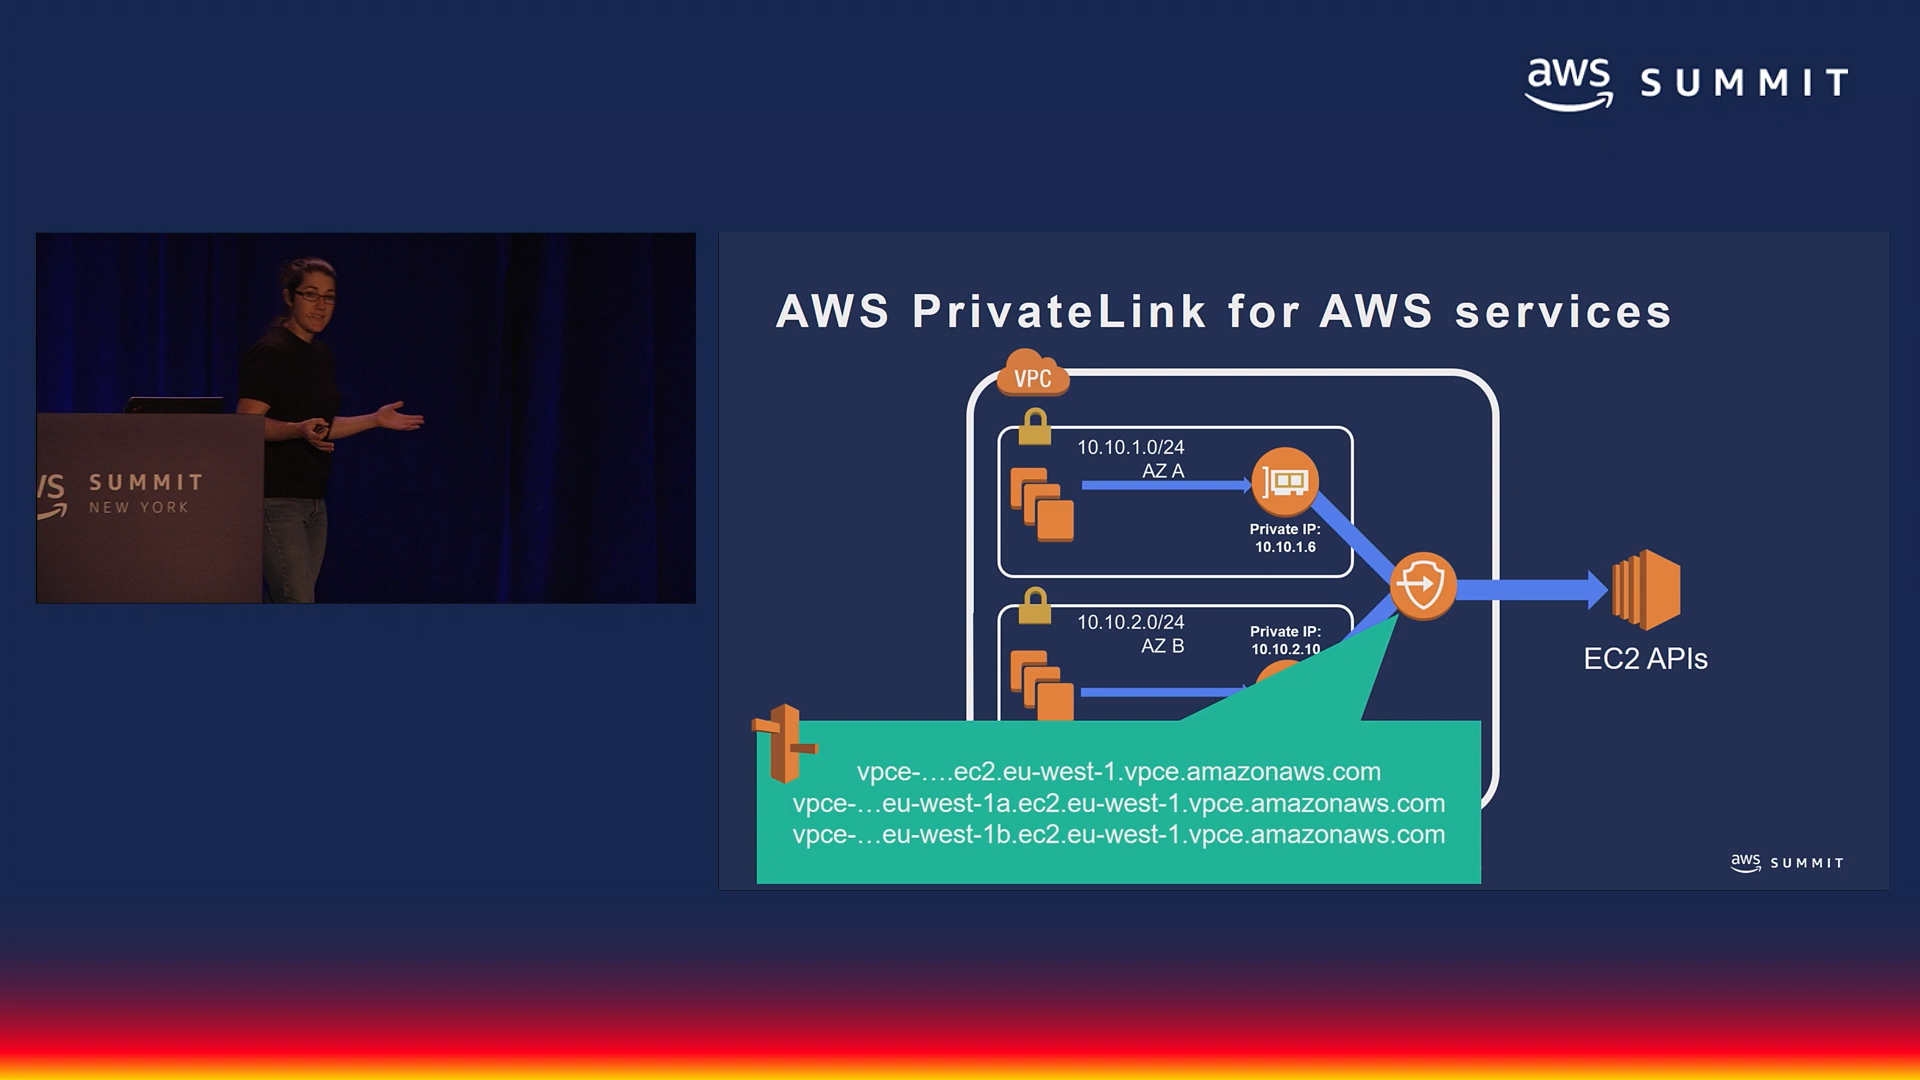 aws SUMMIT
WS SUMMIT
NEW YORK
AWS PrivateLink for AWS services
VPC
10.10.1.0/24
AZ A
Private IP:
10.10.1.6
10.10.2.0/24
AZ B
Private IP:
10.10.2.10
EC2 APIs
vpce-….ec2.eu-west-1.vpce.amazonaws.com
vpce-…eu-west-1a.ec2.eu-west-1.vpce.amazonaws.com
vpce-…eu-west-1b.ec2.eu-west-1.vpce.amazonaws.com
aws SUMMIT